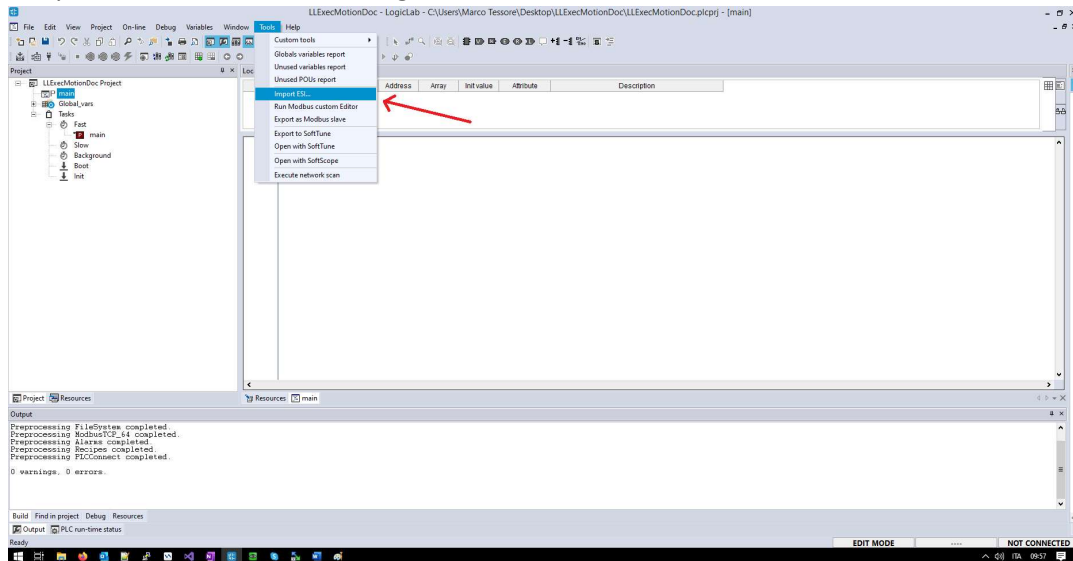 LLExecMotionDoc - LogicLab - C:\Users\Marco Tessore\Desktop\LLExecMotionDoc\LLExecMotionDoc.plcprj - [main]
File Edit View Project On-line Debug Variables Window Tools Help
Custom tools
Globals variables report
Unused variables report
Unused POUs report
Import ESI...
Run Modbus custom Editor
Export as Modbus slave
Export to SoftTune
Open with SoftTune
Open with SoftScope
Execute network scan
Project
LLExecMotionDoc Project
main
Global_vars
Tasks
Fast
main
Slow
Background
Boot
Init
Loc
Address Array Init value Attribute Description
Project Resources
Resources main
Output
Preprocessing FileSystem completed.
Preprocessing ModbusTCP_64 completed.
Preprocessing Alarms completed.
Preprocessing Recipes completed.
Preprocessing PLCConnect completed.
0 warnings, 0 errors.
Build Find in project Debug Resources
Output PLC run-time status
Ready EDIT MODE ---- NOT CONNECTED
ITA 09:57